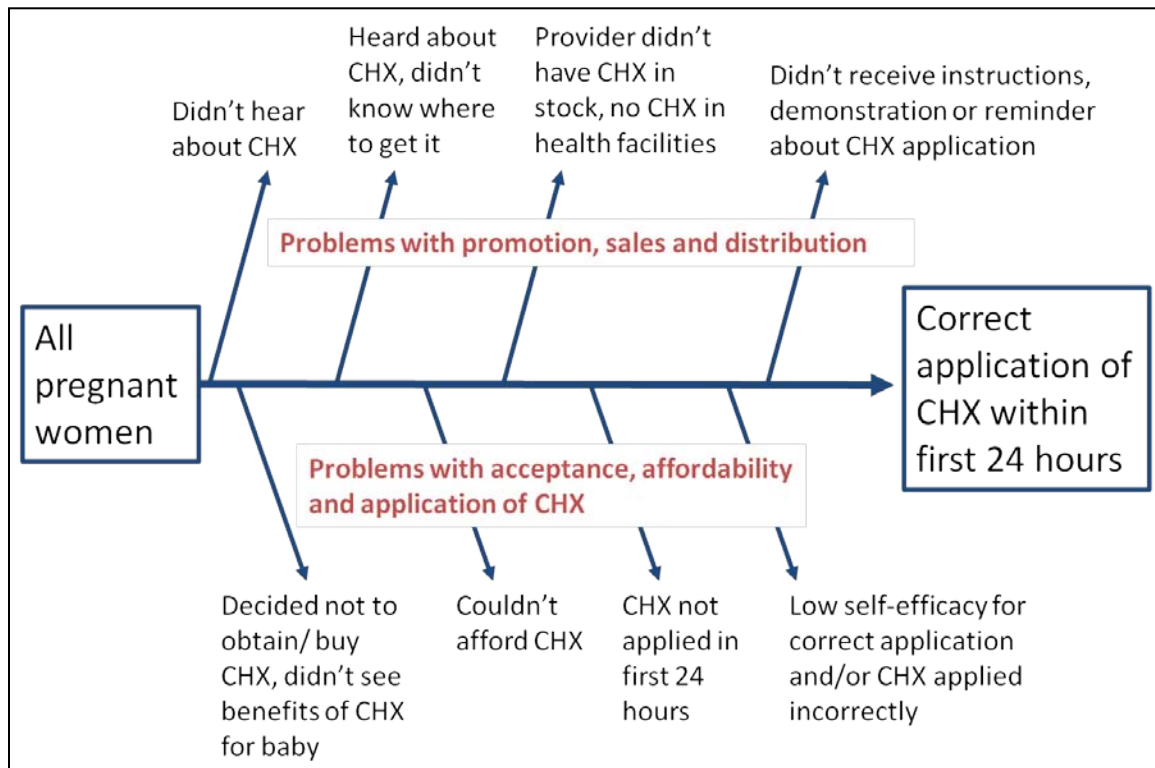 Didn't hear
about CHX
Heard about
CHX, didn't
know where
to get it
Provider didn't
have CHX in
stock, no CHX in
health facilities
Didn't receive instructions,
demonstration or reminder
about CHX application
Problems with promotion, sales and distribution
All
pregnant
women
Correct
application of
CHX within
first 24 hours
Problems with acceptance, affordability
and application of CHX
Decided not to
obtain/ buy
CHX, didn't see
benefits of CHX
for baby
Couldn't
afford CHX
CHX not
applied in
first 24
hours
Low self-efficacy for
correct application
and/or CHX applied
incorrectly